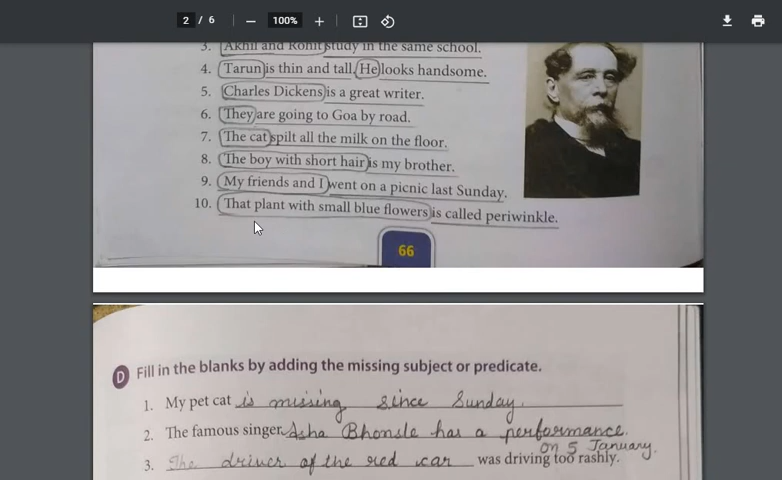 2 / 6
100%
3. Akhil and Rohit study in the same school.
4. Tarun is thin and tall. He looks handsome.
5. Charles Dickens is a great writer.
6. They are going to Goa by road.
7. The cat spilt all the milk on the floor.
8. The boy with short hair is my brother.
9. My friends and I went on a picnic last Sunday.
10. That plant with small blue flowers is called periwinkle.
66
D Fill in the blanks by adding the missing subject or predicate.
1. My pet cat is missing since Sunday.
2. The famous singer Asha Bhonsle has a performance
on 5 January.
3. The driver of the red car was driving too rashly.